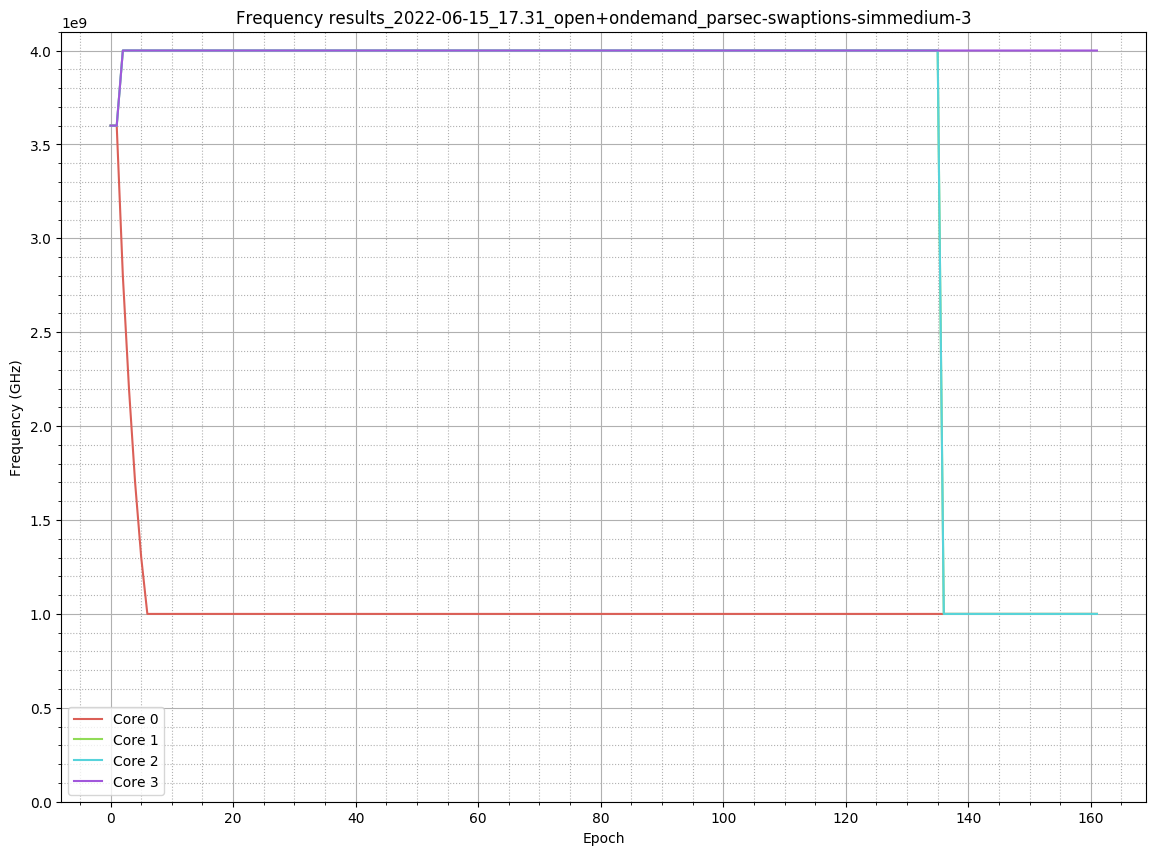 Frequency results_2022-06-15_17.31_open+ondemand_parsec-swaptions-simmedium-3
1e9
4.0
3.5
3.0
2.5
2.0
1.5
1.0
0.5
0.0
Frequency (GHz)
Core 0
Core 1
Core 2
Core 3
0 20 40 60 80 100 120 140 160
Epoch